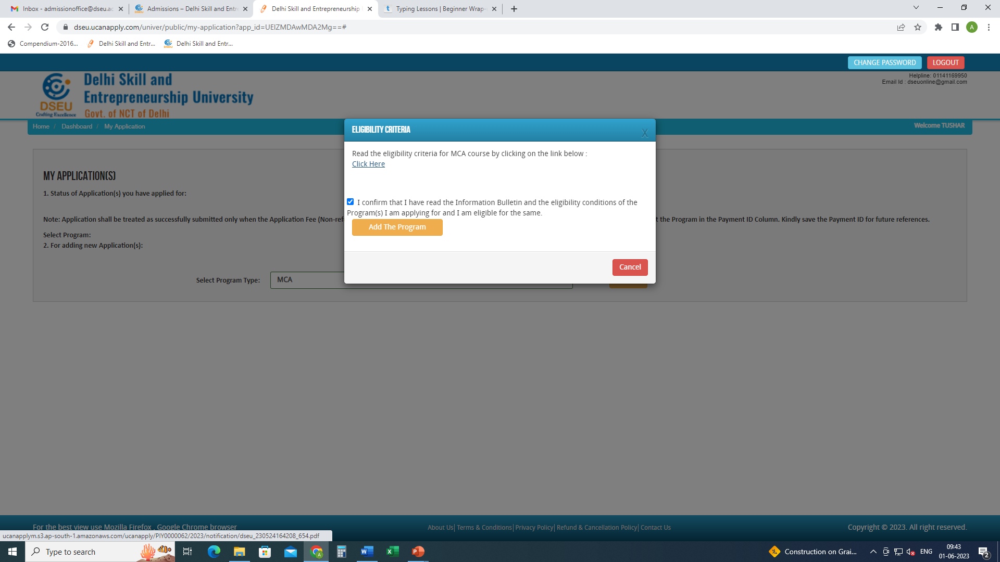 Inbox - admissionoffice@dseu.ac
Admissions – Delhi Skill and Entr
Delhi Skill and Entrepreneurship
Typing Lessons | Beginner Wrap-
dseu.ucanapply.com/univer/public/my-application?app_id=UElZMDAwMDA2Mg==#
A
Compendium-2016...
Delhi Skill and Entr...
Delhi Skill and Entr...
CHANGE PASSWORD
LOGOUT
Helpline: 01141169950
Email Id : dseuonline@gmail.com
DSEU
Crafting Excellence
Delhi Skill and
Entrepreneurship University
Govt. of NCT of Delhi
Home / Dashboard / My Application
Welcome TUSHAR
ELIGIBILITY CRITERIA
X
Read the eligibility criteria for MCA course by clicking on the link below :
Click Here
I confirm that I have read the Information Bulletin and the eligibility conditions of the
Program(s) I am applying for and I am eligible for the same.
Add The Program
Cancel
MY APPLICATION(S)
1. Status of Application(s) you have applied for:
Note: Application shall be treated as successfully submitted only when the Application Fee (Non-ref
t the Program in the Payment ID Column. Kindly save the Payment ID for future references.
Select Program:
2. For adding new Application(s):
Select Program Type:
MCA
For the best view use Mozilla Firefox , Google Chrome browser
About Us| Terms & Conditions| Privacy Policy| Refund & Cancellation Policy| Contact Us
Copyright © 2023. All right reserved.
ucanapplym.s3.ap-south-1.amazonaws.com/ucanapply/PIY0000062/2023/notification/dseu_230524164208_654.pdf
Type to search
Construction on Grai...
ENG
09:43
01-06-2023
2